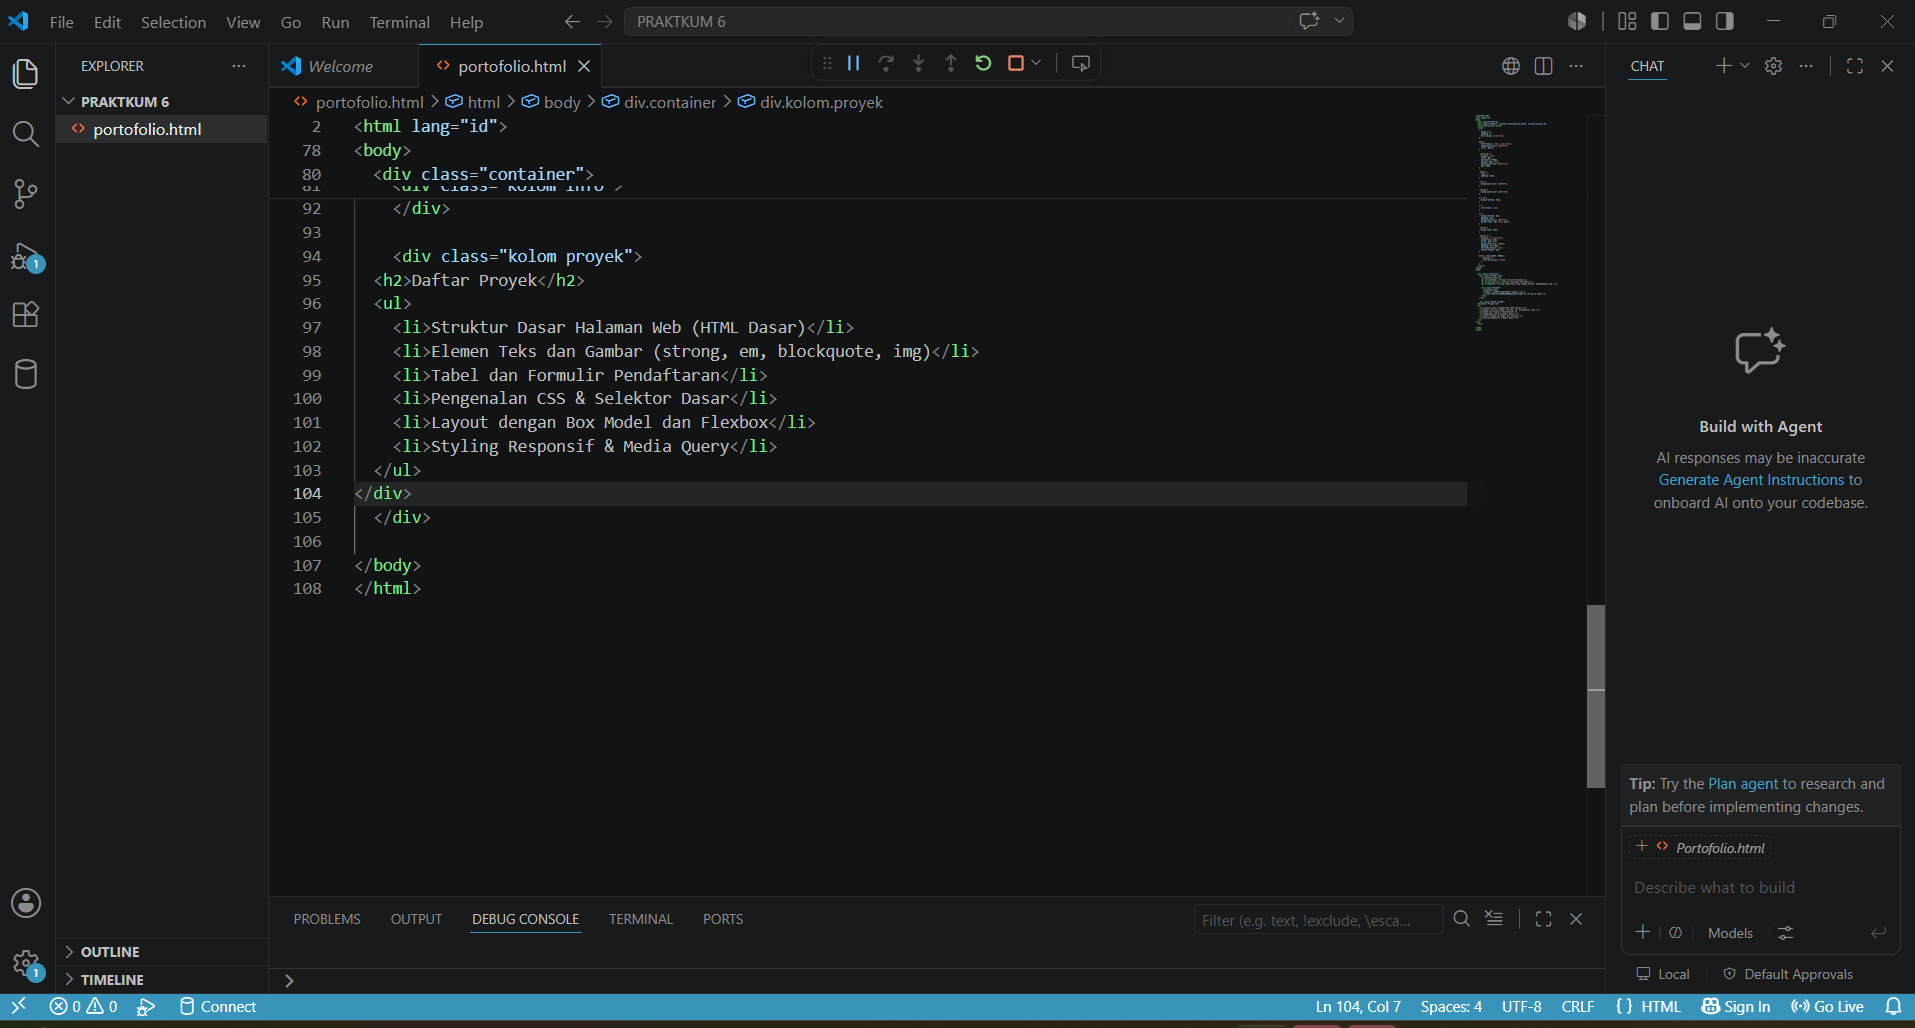 File Edit Selection View Go Run Terminal Help
PRAKTKUM 6
EXPLORER
PRAKTKUM 6
portofolio.html
OUTLINE
TIMELINE
Welcome
portofolio.html
portofolio.html > html > body > div.container > div.kolom.proyek
2 <html lang="id">
78 <body>
80 <div class="container">
81 <div class="kolom info">
92 </div>
93
94 <div class="kolom proyek">
95 <h2>Daftar Proyek</h2>
96 <ul>
97 <li>Struktur Dasar Halaman Web (HTML Dasar)</li>
98 <li>Elemen Teks dan Gambar (strong, em, blockquote, img)</li>
99 <li>Tabel dan Formulir Pendaftaran</li>
100 <li>Pengenalan CSS & Selektor Dasar</li>
101 <li>Layout dengan Box Model dan Flexbox</li>
102 <li>Styling Responsif & Media Query</li>
103 </ul>
104 </div>
105 </div>
106
107 </body>
108 </html>
PROBLEMS OUTPUT DEBUG CONSOLE TERMINAL PORTS
Filter (e.g. text, !exclude, \esca...
CHAT
Build with Agent
AI responses may be inaccurate
Generate Agent Instructions to
onboard AI onto your codebase.
Tip: Try the Plan agent to research and
plan before implementing changes.
Portofolio.html
Describe what to build
Models
Local Default Approvals
1
1
0 0 Connect
Ln 104, Col 7 Spaces: 4 UTF-8 CRLF {} HTML Sign In Go Live